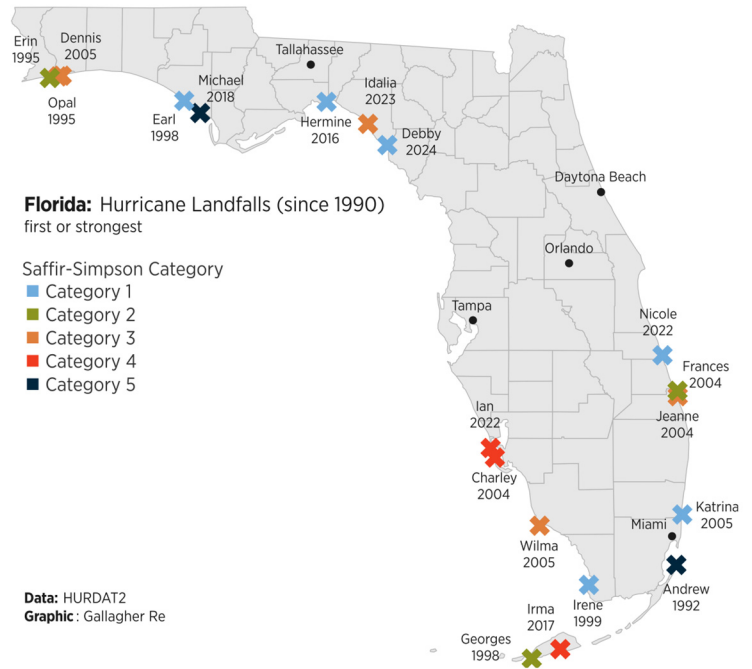 Erin
1995
Dennis
2005
Opal
1995
Michael
2018
Earl
1998
Tallahassee
Hermine
2016
Idalia
2023
Debby
2024
Daytona Beach
Florida: Hurricane Landfalls (since 1990)
first or strongest
Orlando
Saffir-Simpson Category
Category 1
Category 2
Category 3
Category 4
Category 5
Tampa
Nicole
2022
Frances
2004
Jeanne
2004
Ian
2022
Charley
2004
Katrina
2005
Miami
Wilma
2005
Andrew
1992
Irene
1999
Irma
2017
Georges
1998
Data: HURDAT2
Graphic : Gallagher Re